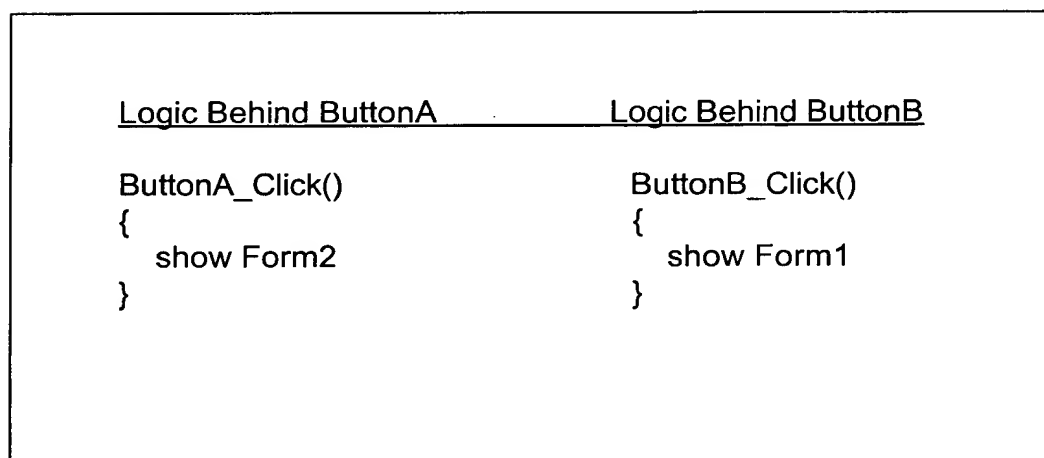 Logic Behind ButtonA
ButtonA_Click()
{
show Form2
}
Logic Behind ButtonB
ButtonB_Click()
{
show Form1
}